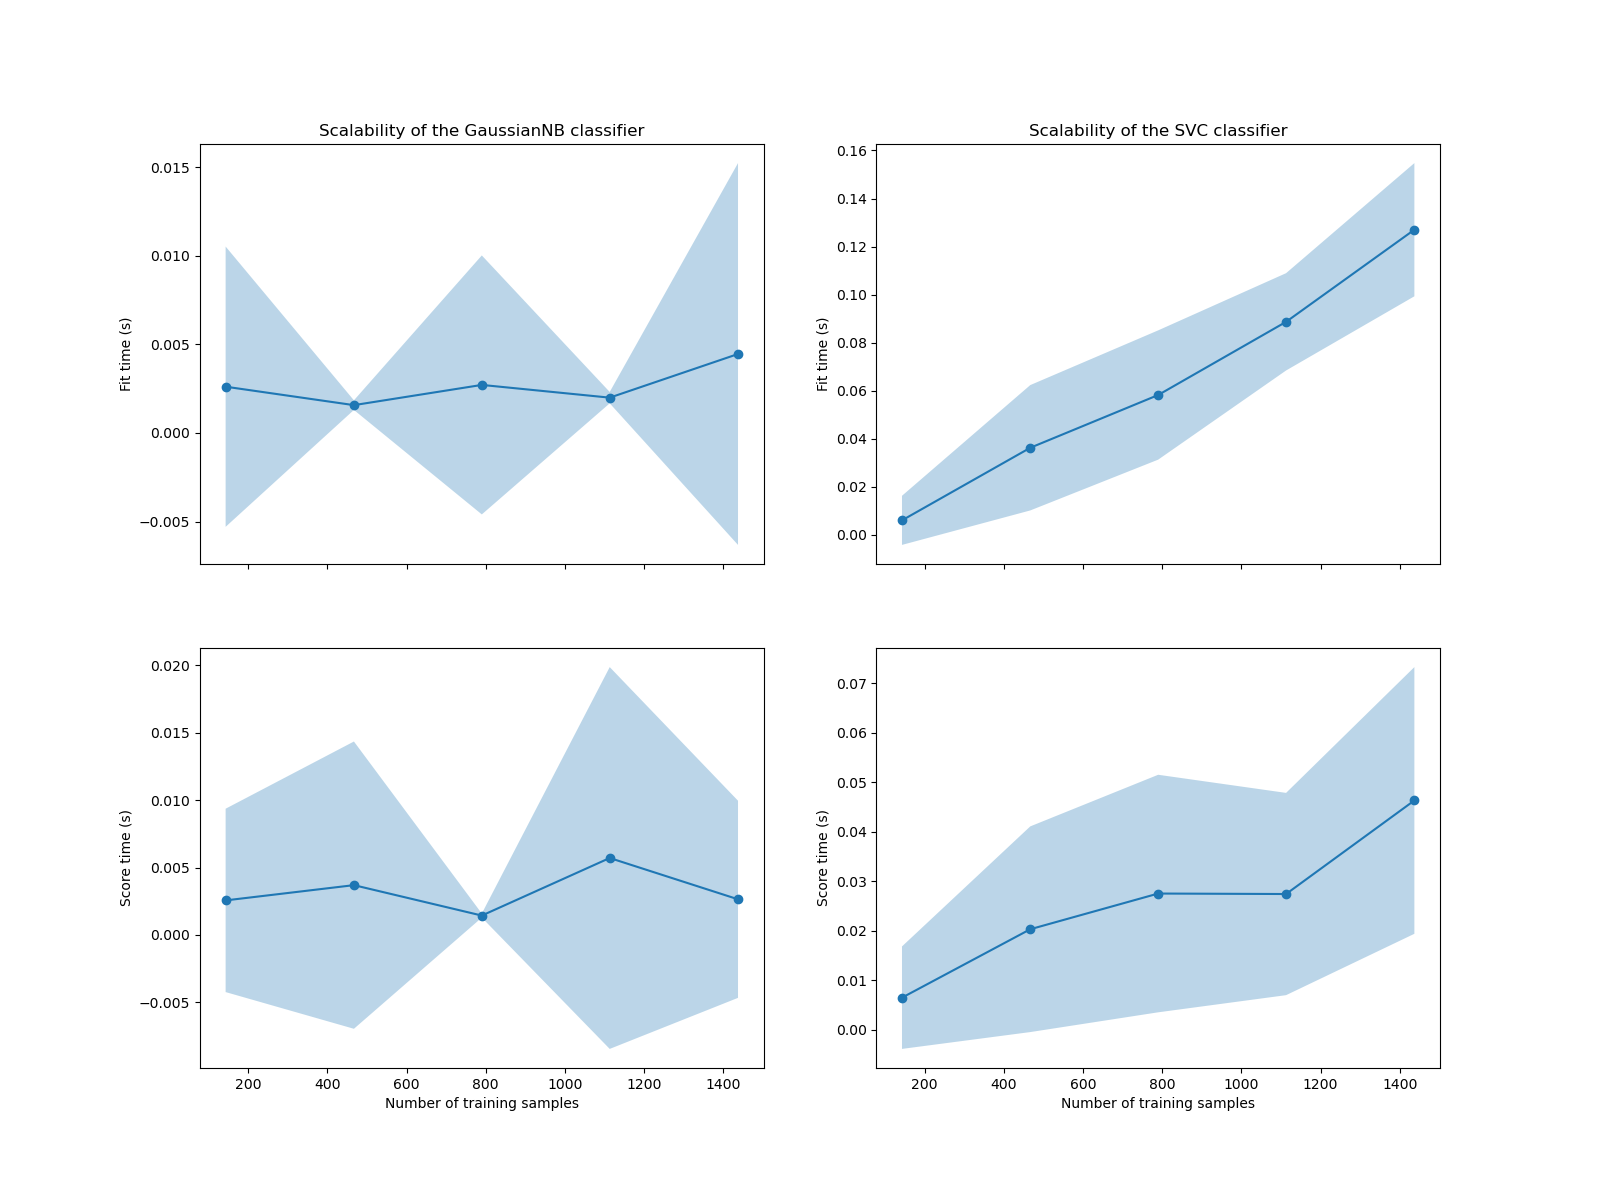 Scalability of the GaussianNB classifier
0.015
0.010
0.005
0.000
−0.005
Fit time (s)
Scalability of the SVC classifier
0.16
0.14
0.12
0.10
0.08
0.06
0.04
0.02
0.00
Fit time (s)
0.020
0.015
0.010
0.005
0.000
−0.005
Score time (s)
200 400 600 800 1000 1200 1400
Number of training samples
0.07
0.06
0.05
0.04
0.03
0.02
0.01
0.00
Score time (s)
200 400 600 800 1000 1200 1400
Number of training samples